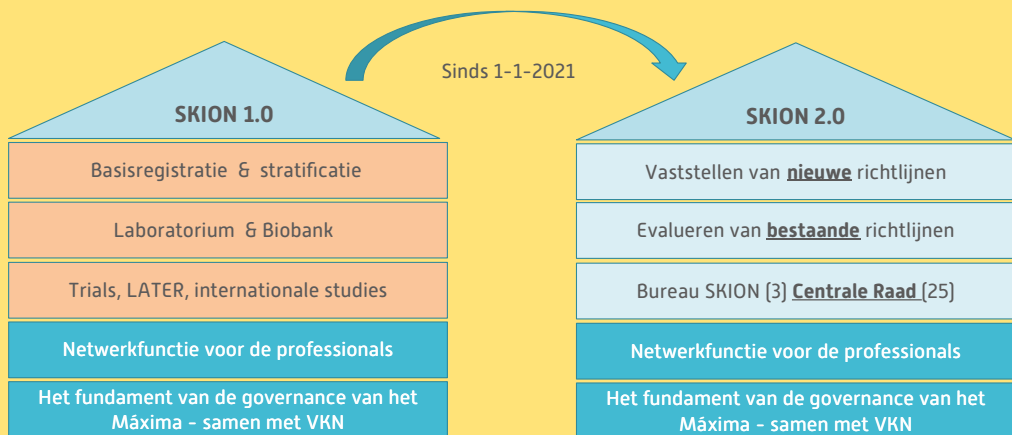 Sinds 1-1-2021
SKION 1.0
Basisregistratie & stratificatie
Laboratorium & Biobank
Trials, LATER, internationale studies
Netwerkfunctie voor de professionals
Het fundament van de governance van het
Máxima - samen met VKN
SKION 2.0
Vaststellen van nieuwe richtlijnen
Evalueren van bestaande richtlijnen
Bureau SKION (3) Centrale Raad (25)
Netwerkfunctie voor de professionals
Het fundament van de governance van het
Máxima - samen met VKN